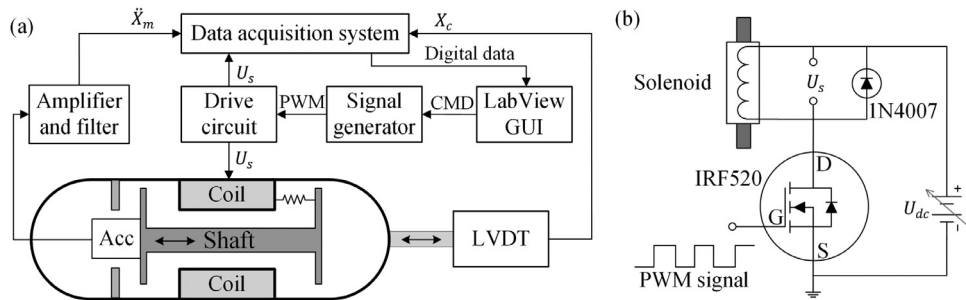 (a)
Ẍm
Data acquisition system
Xc
Us
Digital data
Amplifier
and filter
Drive
circuit
PWM
Signal
generator
CMD
LabView
GUI
Us
Coil
Acc
Shaft
LVDT
Coil
(b)
Solenoid
Us
1N4007
IRF520
D
G
S
Udc
+
-
PWM signal